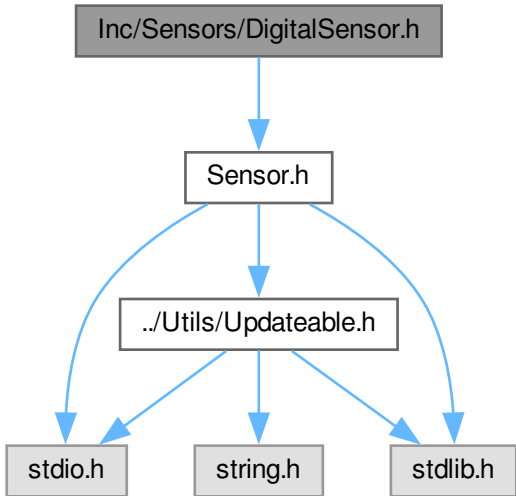 Inc/Sensors/DigitalSensor.h
Sensor.h
../Utils/Updateable.h
stdio.h
string.h
stdlib.h